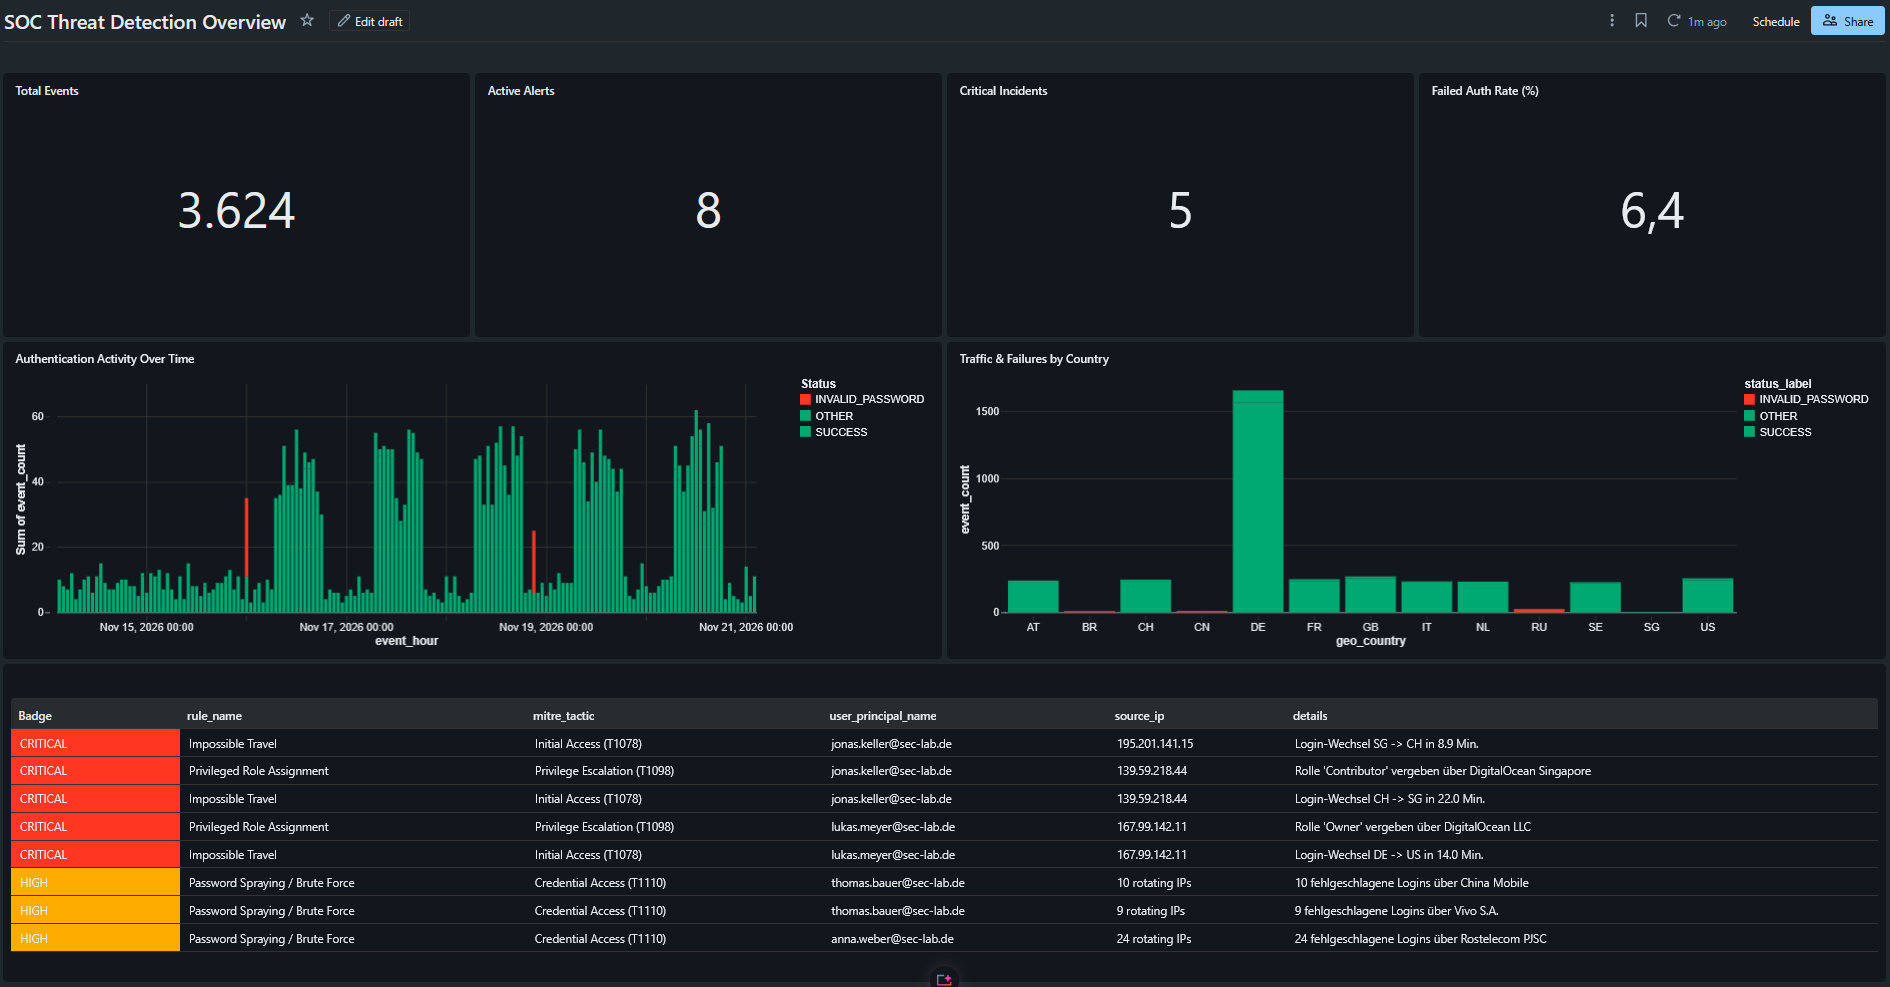 SOC Threat Detection Overview
Edit draft
1m ago
Schedule
Share
Total Events
3.624
Active Alerts
8
Critical Incidents
5
Failed Auth Rate (%)
6,4
Authentication Activity Over Time
Sum of event_count
60
40
20
0
Nov 15, 2026 00:00
Nov 17, 2026 00:00
Nov 19, 2026 00:00
Nov 21, 2026 00:00
event_hour
Status
INVALID_PASSWORD
OTHER
SUCCESS
Traffic & Failures by Country
event_count
1500
1000
500
0
AT BR CH CN DE FR GB IT NL RU SE SG US
geo_country
status_label
INVALID_PASSWORD
OTHER
SUCCESS
Badge rule_name mitre_tactic user_principal_name source_ip details
CRITICAL Impossible Travel Initial Access (T1078) jonas.keller@sec-lab.de 195.201.141.15 Login-Wechsel SG -> CH in 8.9 Min.
CRITICAL Privileged Role Assignment Privilege Escalation (T1098) jonas.keller@sec-lab.de 139.59.218.44 Rolle 'Contributor' vergeben über DigitalOcean Singapore
CRITICAL Impossible Travel Initial Access (T1078) jonas.keller@sec-lab.de 139.59.218.44 Login-Wechsel CH -> SG in 22.0 Min.
CRITICAL Privileged Role Assignment Privilege Escalation (T1098) lukas.meyer@sec-lab.de 167.99.142.11 Rolle 'Owner' vergeben über DigitalOcean LLC
CRITICAL Impossible Travel Initial Access (T1078) lukas.meyer@sec-lab.de 167.99.142.11 Login-Wechsel DE -> US in 14.0 Min.
HIGH Password Spraying / Brute Force Credential Access (T1110) thomas.bauer@sec-lab.de 10 rotating IPs 10 fehlgeschlagene Logins über China Mobile
HIGH Password Spraying / Brute Force Credential Access (T1110) thomas.bauer@sec-lab.de 9 rotating IPs 9 fehlgeschlagene Logins über Vivo S.A.
HIGH Password Spraying / Brute Force Credential Access (T1110) anna.weber@sec-lab.de 24 rotating IPs 24 fehlgeschlagene Logins über Rostelecom PJSC